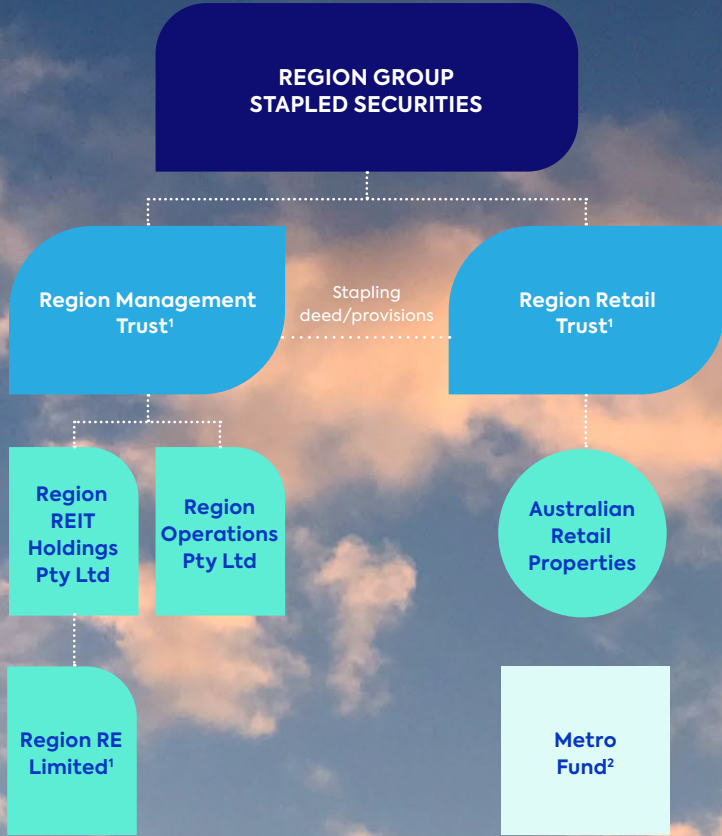 REGION GROUP
STAPLED SECURITIES
Region Management
Trust¹
Stapling
deed/provisions
Region Retail
Trust¹
Region
REIT
Holdings
Pty Ltd
Region
Operations
Pty Ltd
Australian
Retail
Properties
Region RE
Limited¹
Metro
Fund²